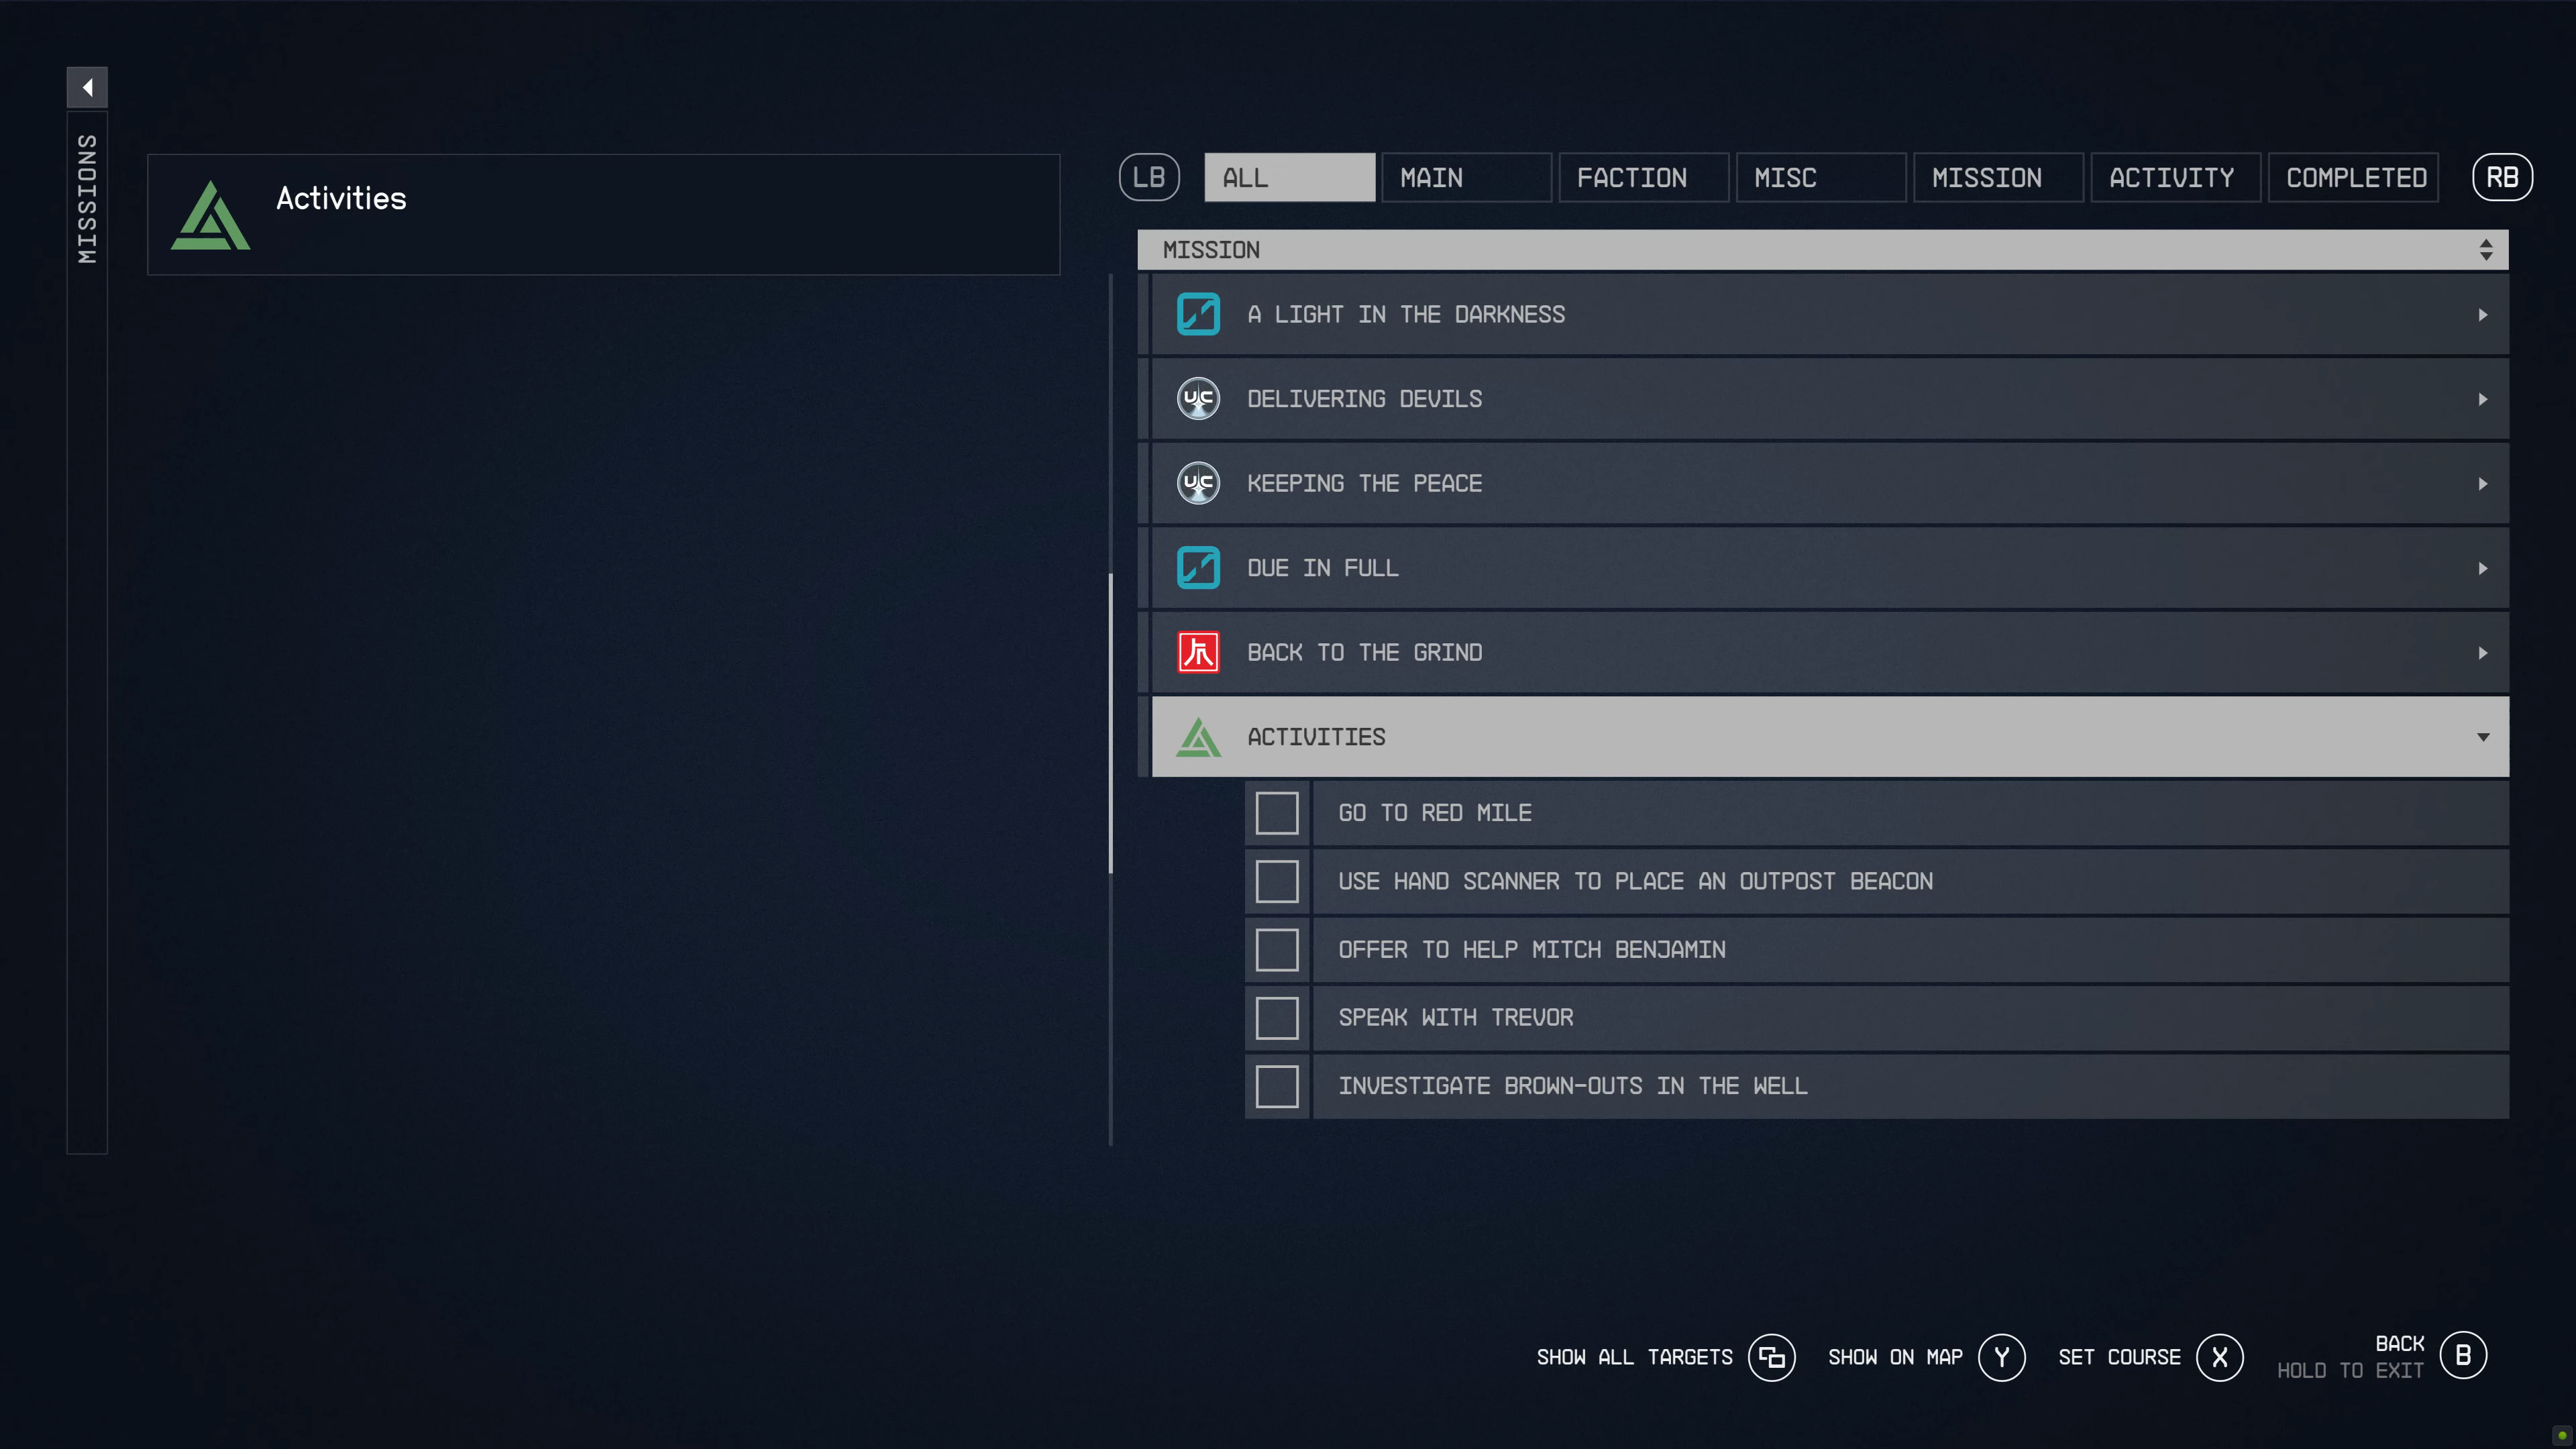 MISSIONS
Activities
LB
ALL
MAIN
FACTION
MISC
MISSION
ACTIVITY
COMPLETED
RB
MISSION
A LIGHT IN THE DARKNESS
UC
DELIVERING DEVILS
UC
KEEPING THE PEACE
DUE IN FULL
BACK TO THE GRIND
ACTIVITIES
GO TO RED MILE
USE HAND SCANNER TO PLACE AN OUTPOST BEACON
OFFER TO HELP MITCH BENJAMIN
SPEAK WITH TREVOR
INVESTIGATE BROWN-OUTS IN THE WELL
SHOW ALL TARGETS
SHOW ON MAP Y
SET COURSE X
BACK B
HOLD TO EXIT